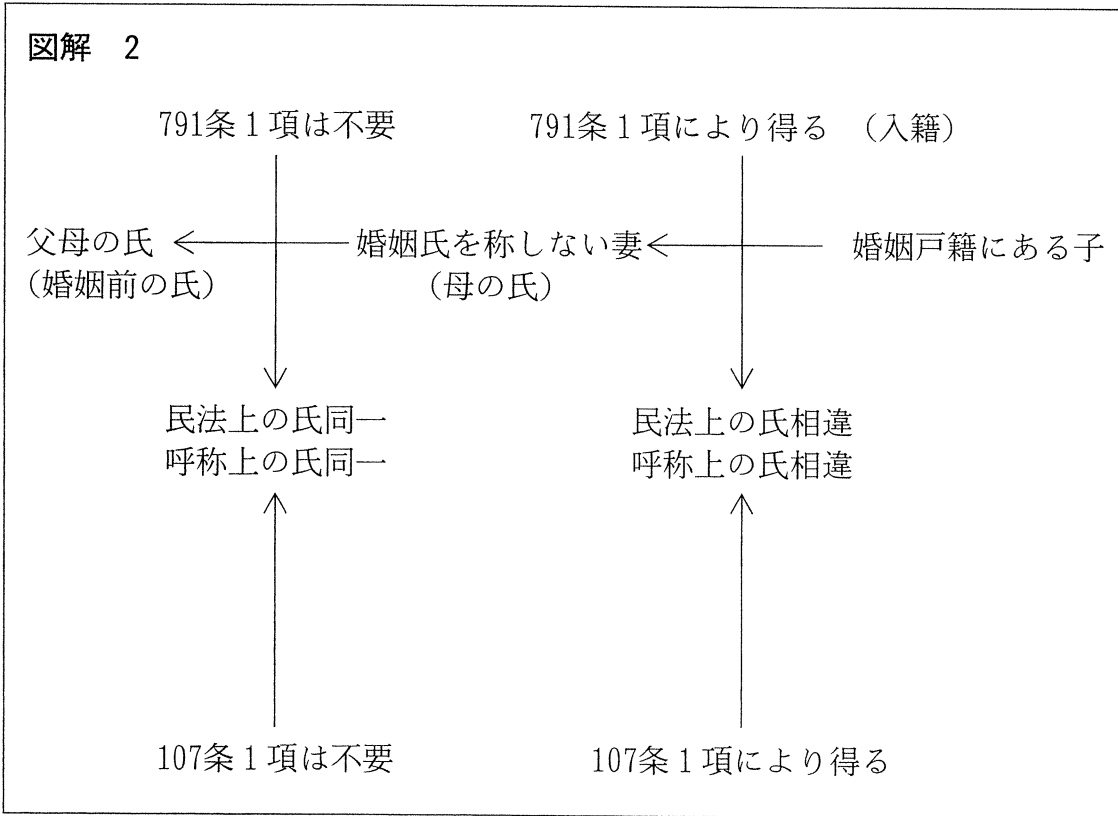 図解　2
791条1項は不要
791条1項により得る　（入籍）
父母の氏
（婚姻前の氏）
婚姻氏を称しない妻
（母の氏）
婚姻戸籍にある子
民法上の氏同一
呼称上の氏同一
民法上の氏相違
呼称上の氏相違
107条1項は不要
107条1項により得る